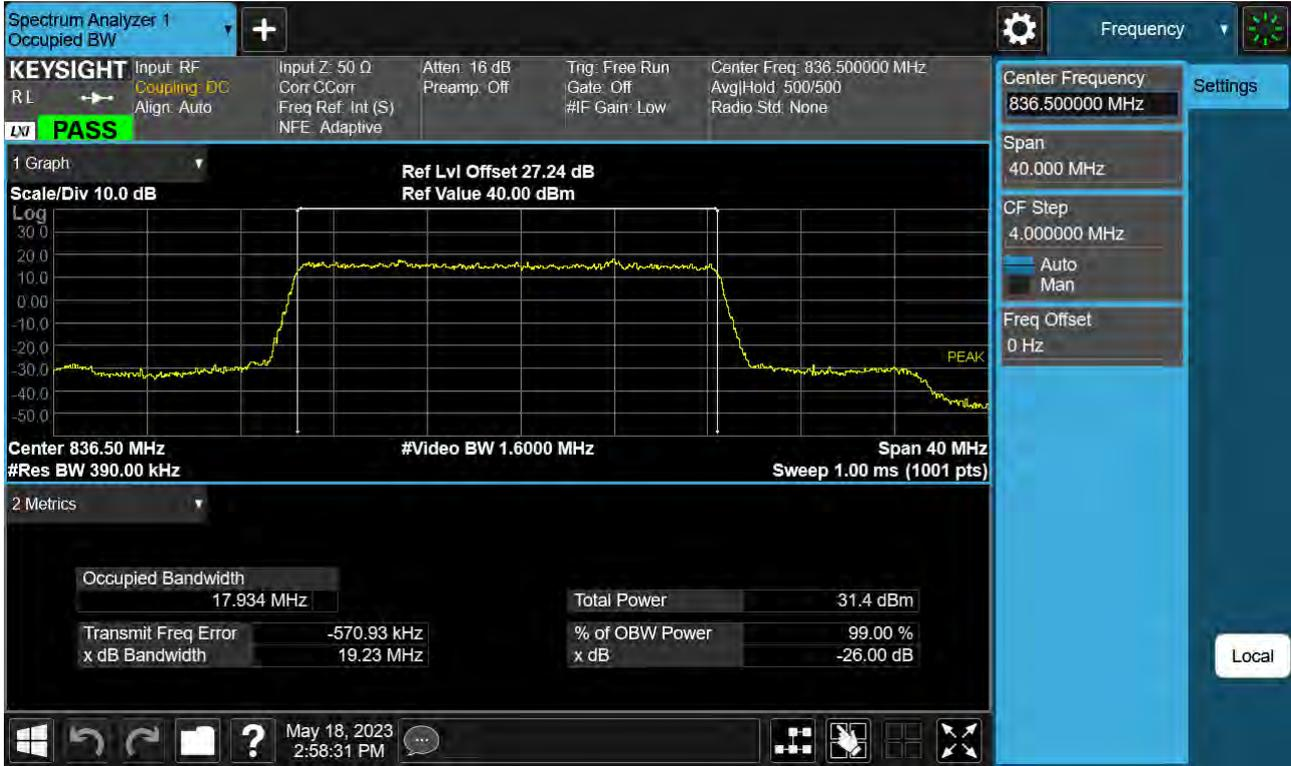 Spectrum Analyzer 1
Occupied BW
+
Frequency
KEYSIGHT
RL
LXI
PASS
Input: RF
Coupling: DC
Align: Auto
Input Z: 50 Ω
Corr CCorr
Freq Ref: Int (S)
NFE: Adaptive
Atten: 16 dB
Preamp: Off
Trig: Free Run
Gate: Off
#IF Gain: Low
Center Freq: 836.500000 MHz
Avg|Hold: 500/500
Radio Std: None
1 Graph
Scale/Div 10.0 dB
Ref Lvl Offset 27.24 dB
Ref Value 40.00 dBm
Log
30.0
20.0
10.0
0.00
-10.0
-20.0
-30.0
-40.0
-50.0
PEAK
Center 836.50 MHz
#Res BW 390.00 kHz
#Video BW 1.6000 MHz
Span 40 MHz
Sweep 1.00 ms (1001 pts)
2 Metrics
Occupied Bandwidth
17.934 MHz
Transmit Freq Error -570.93 kHz
x dB Bandwidth 19.23 MHz
Total Power 31.4 dBm
% of OBW Power 99.00 %
x dB -26.00 dB
Center Frequency
836.500000 MHz
Span
40.000 MHz
CF Step
4.000000 MHz
Auto
Man
Freq Offset
0 Hz
Settings
Local
?
May 18, 2023
2:58:31 PM